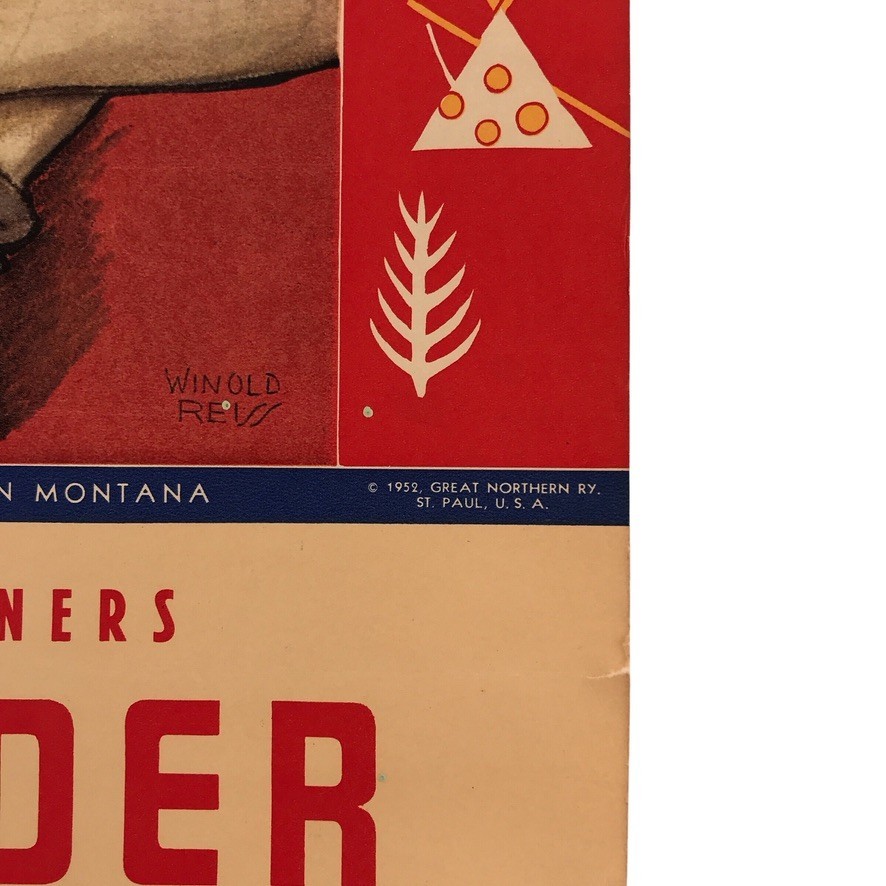 WINOLD
REISS
N MONTANA
© 1952, GREAT NORTHERN RY.
ST. PAUL, U. S. A.
NERS
DER